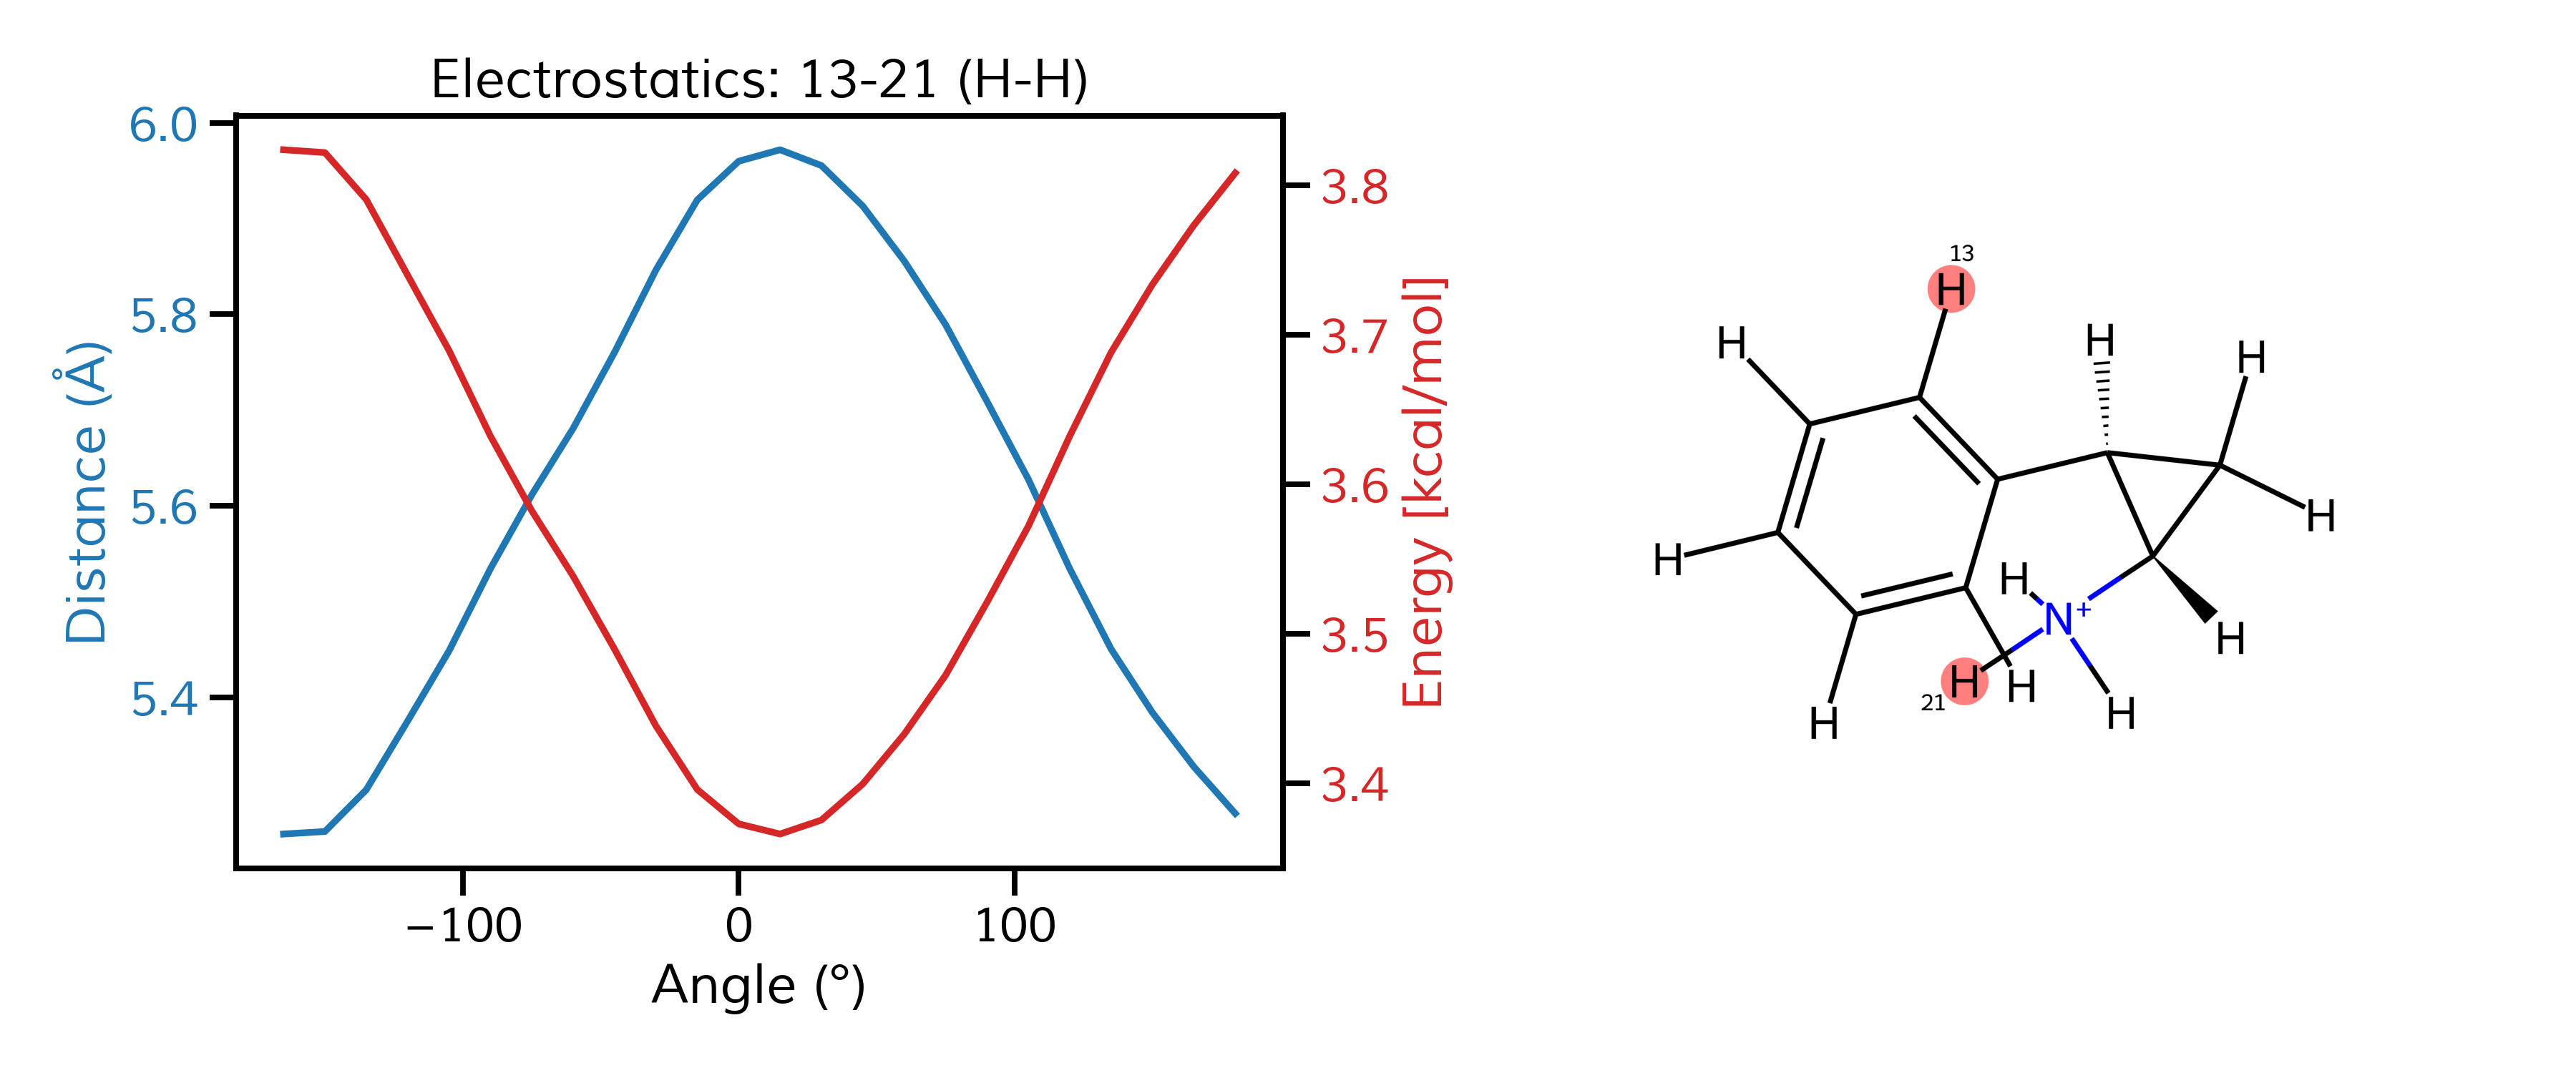 Electrostatics: 13-21 (H-H)
6.0
5.8
5.6
5.4
Distance (Å)
3.8
3.7
3.6
3.5
3.4
Energy [kcal/mol]
−100 0 100
Angle (°)
13
H
H
H
H
H
H
H
N+
H
21 H
H
H
H